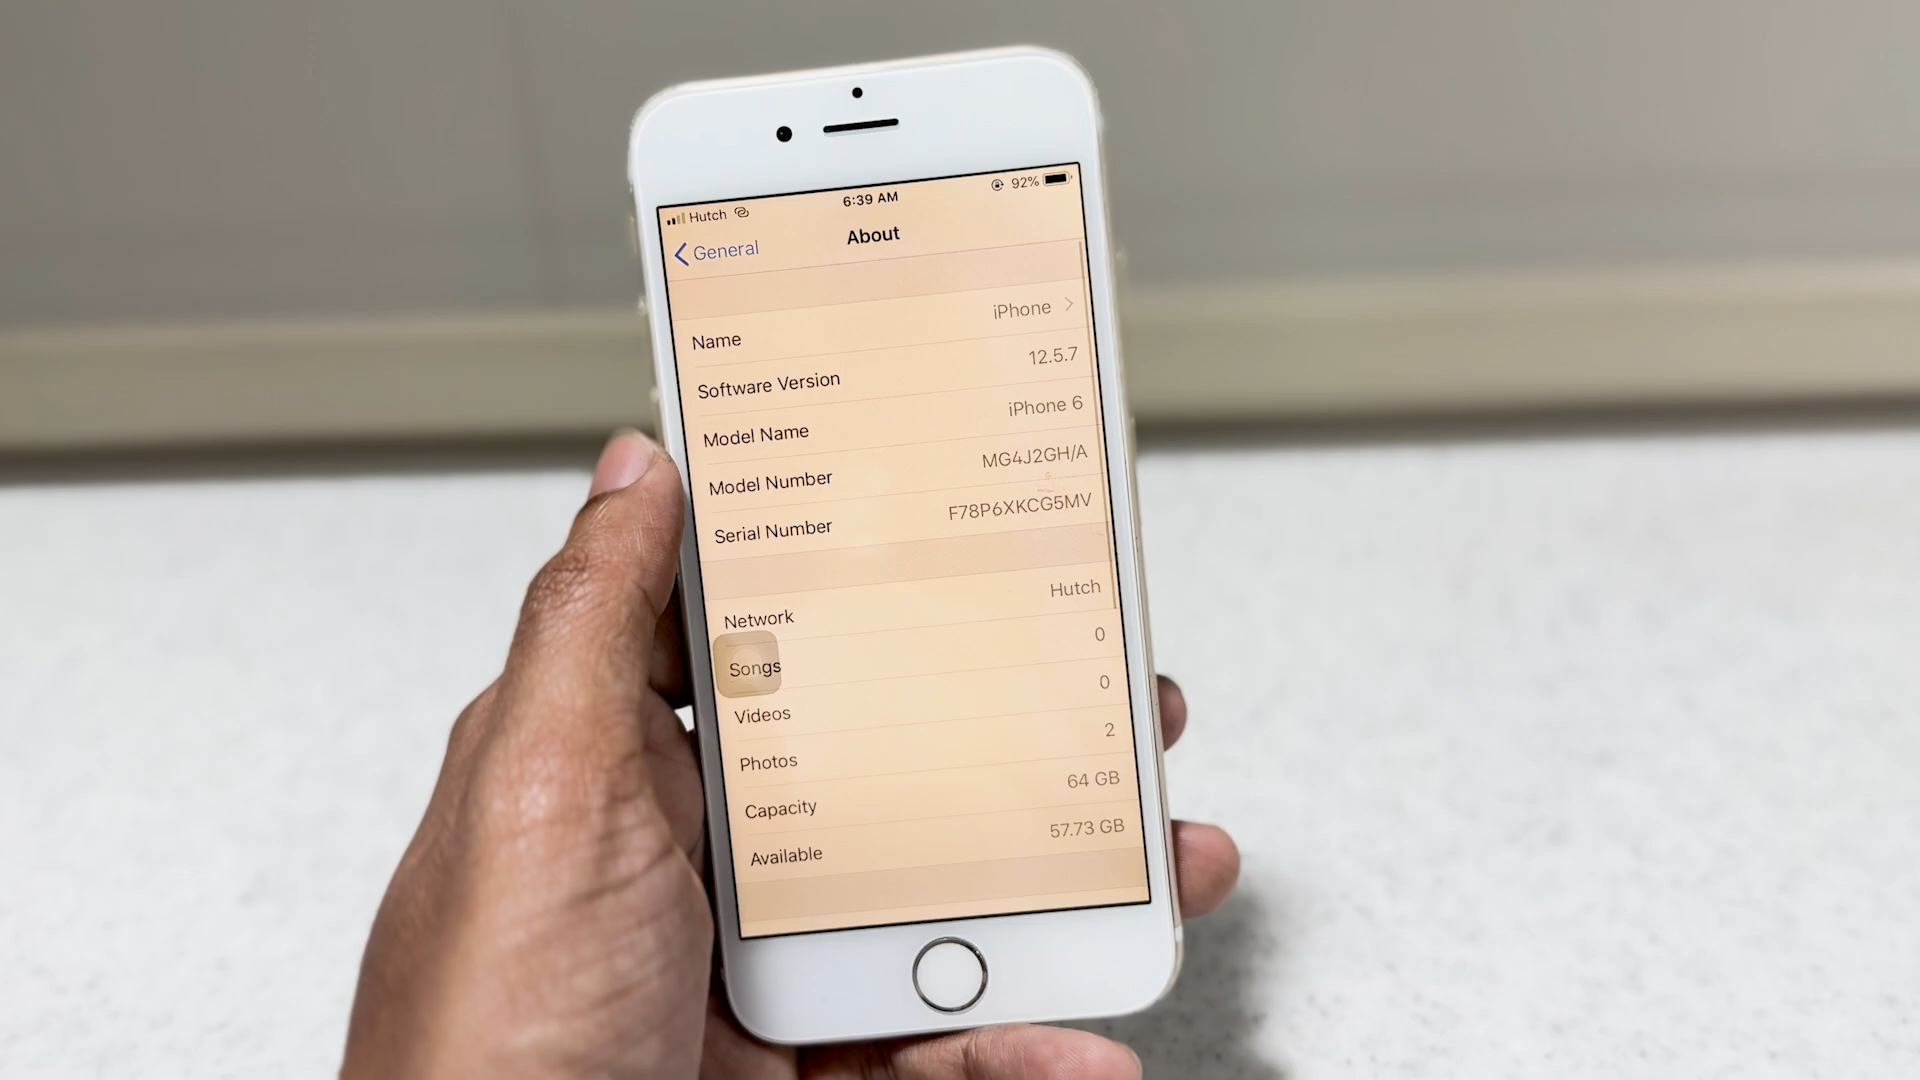 Hutch 6:39 AM 92%
General About
Name iPhone
Software Version 12.5.7
Model Name iPhone 6
Model Number MG4J2GH/A
Serial Number F78P6XKCG5MV
Network Hutch
Songs 0
Videos 0
Photos 2
Capacity 64 GB
Available 57.73 GB